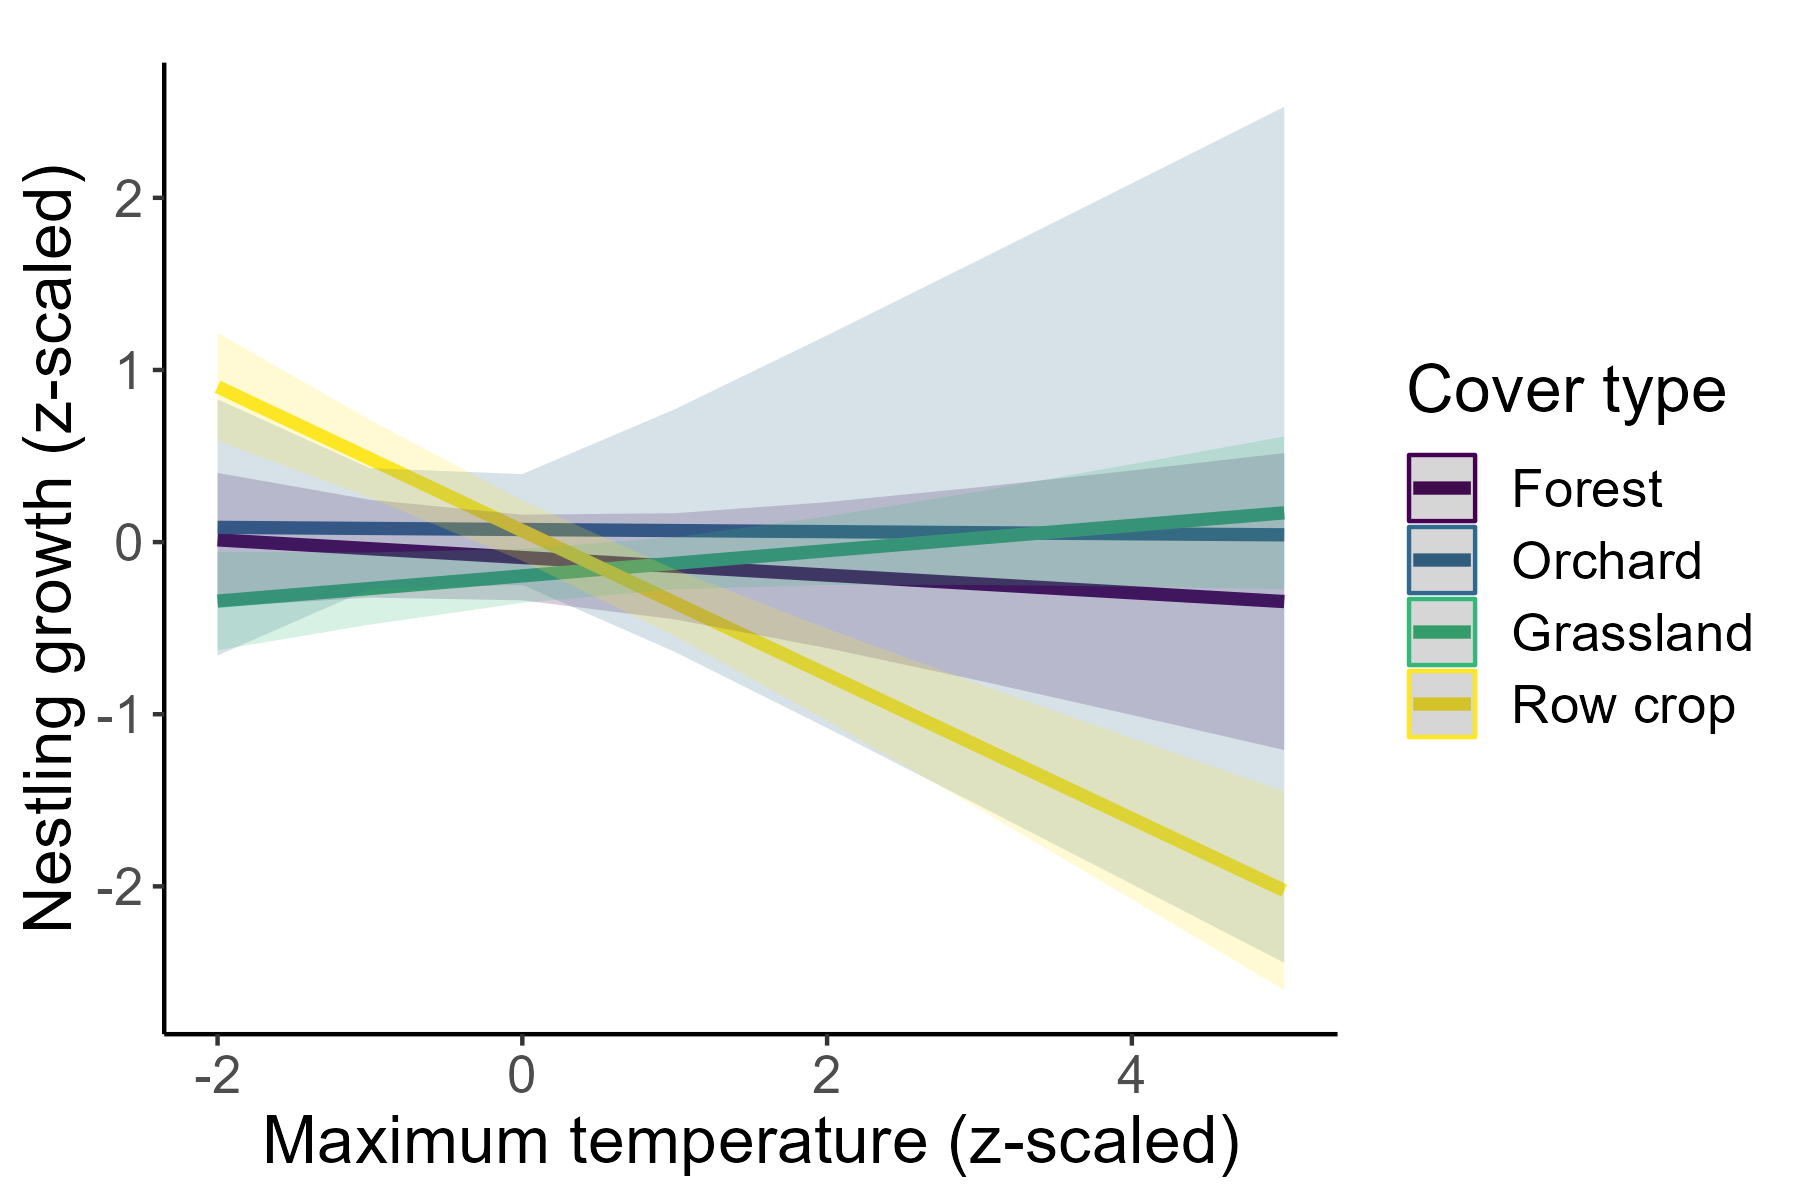 Nestling growth (z-scaled)
2
1
0
-1
-2
-2 0 2 4
Maximum temperature (z-scaled)
Cover type
Forest
Orchard
Grassland
Row crop